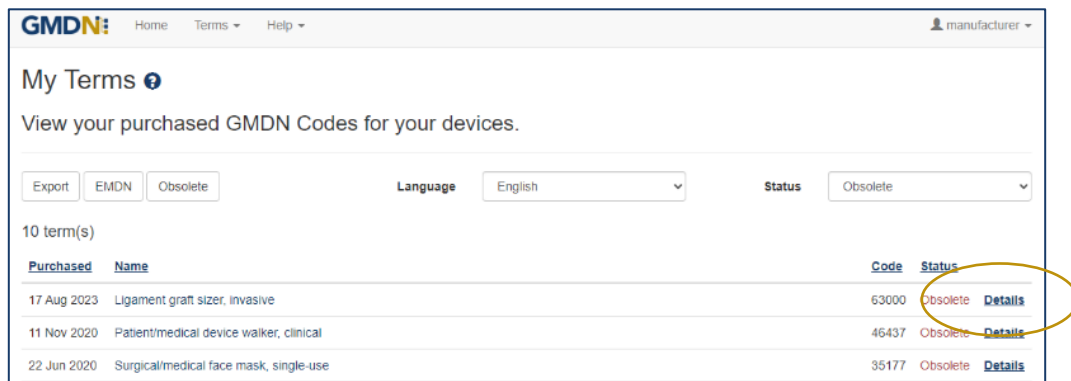 GMDN Home Terms Help manufacturer
My Terms ?
View your purchased GMDN Codes for your devices.
Export EMDN Obsolete Language English Status Obsolete
10 term(s)
Purchased Name Code Status
17 Aug 2023 Ligament graft sizer, invasive 63000 Obsolete Details
11 Nov 2020 Patient/medical device walker, clinical 46437 Obsolete Details
22 Jun 2020 Surgical/medical face mask, single-use 35177 Obsolete Details